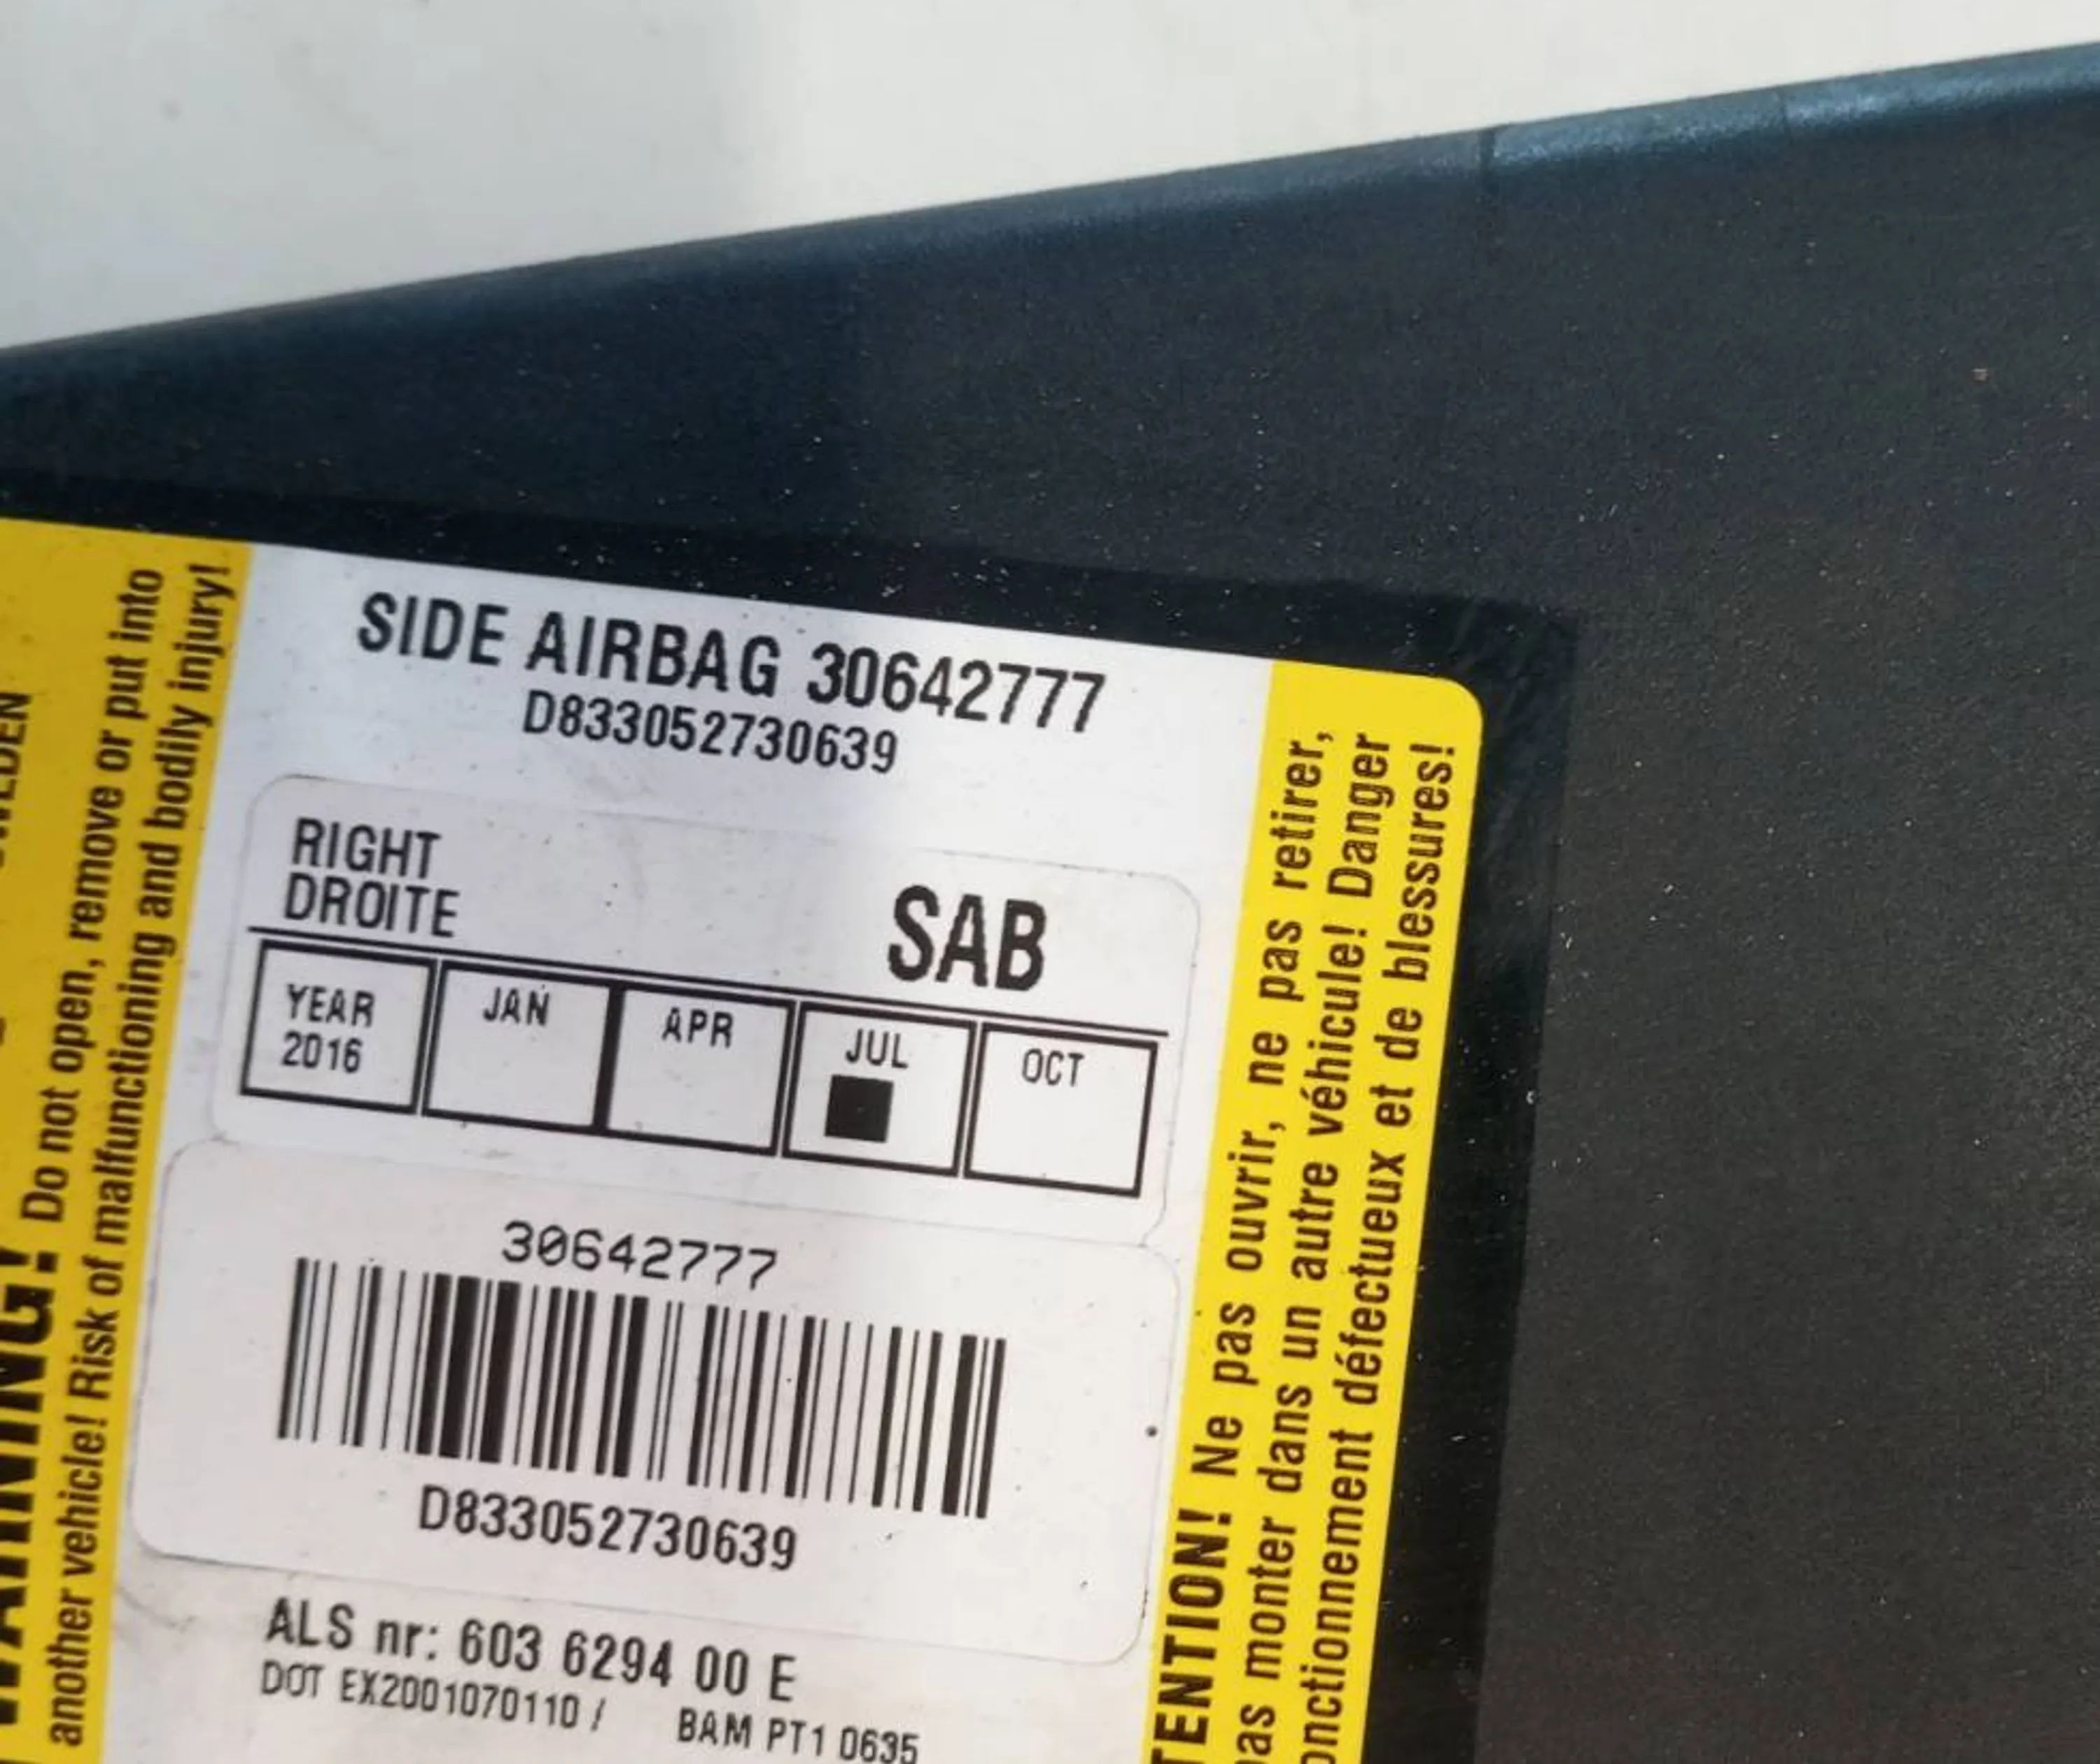 SIDE AIRBAG 30642777
D833052730639
RIGHT
DROITE
SAB
YEAR
2016
JAN
APR
JUL
OCT
30642777
D833052730639
ALS nr: 603 6294 00 E
DOT EX2001070110 / BAM PT1 0635
WARNING! Do not open, remove or put into
another vehicle! Risk of malfunctioning and bodily injury!
TENTION! Ne pas ouvrir, ne pas retirer,
pas monter dans un autre véhicule! Danger
onctionnement défectueux et de blessures!